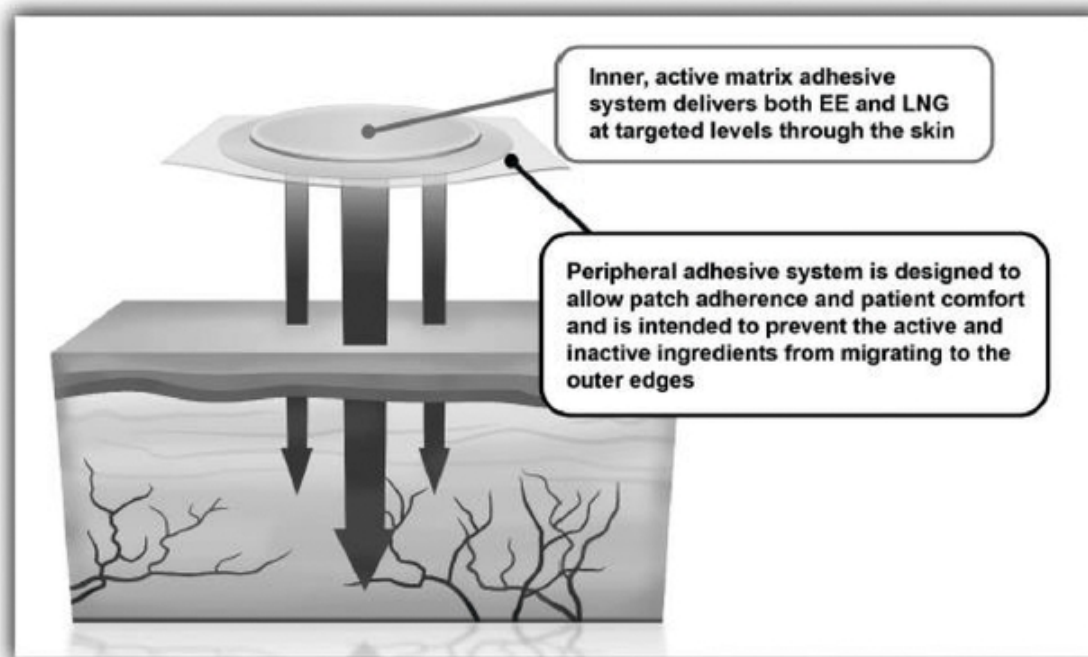 Inner, active matrix adhesive
system delivers both EE and LNG
at targeted levels through the skin
Peripheral adhesive system is designed to
allow patch adherence and patient comfort
and is intended to prevent the active and
inactive ingredients from migrating to the
outer edges